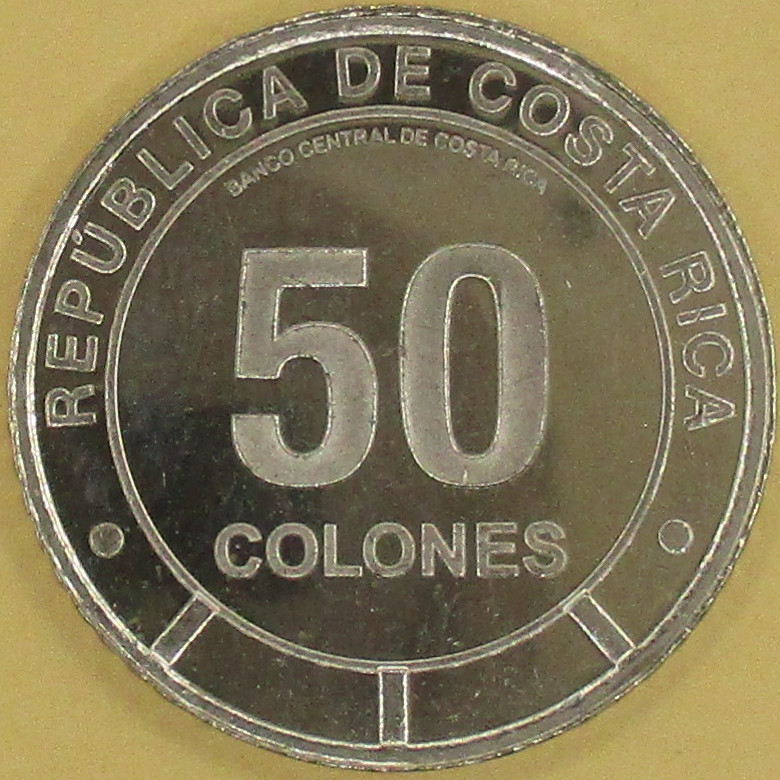 REPÚBLICA DE COSTA RICA
BANCO CENTRAL DE COSTA RICA
50
COLONES